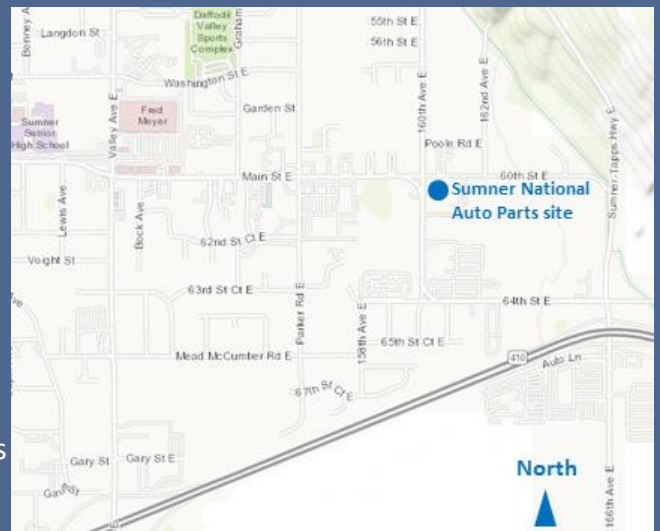 Daffodil
Valley
Sports
Complex
Langdon St
Graham
55th St E
56th St E
Washington St E
Fred
Meyer
Garden St
Valley Ave E
160th Ave E
162nd Ave E
Sumner
Senior
High School
Poole Rd E
Main St E
60th St E
Sumner-Tapps Hwy E
Sumner National
Auto Parts site
Lewis Ave
Bock Ave
62nd St Ct E
Voight St
63rd St Ct E
Parker Rd E
158th Ave E
64th St E
65th St Ct E
Mead McCumber Rd E
410
Auto Ln
67th St Ct E
s
Gary St
Gary St E
North
166th Ave E